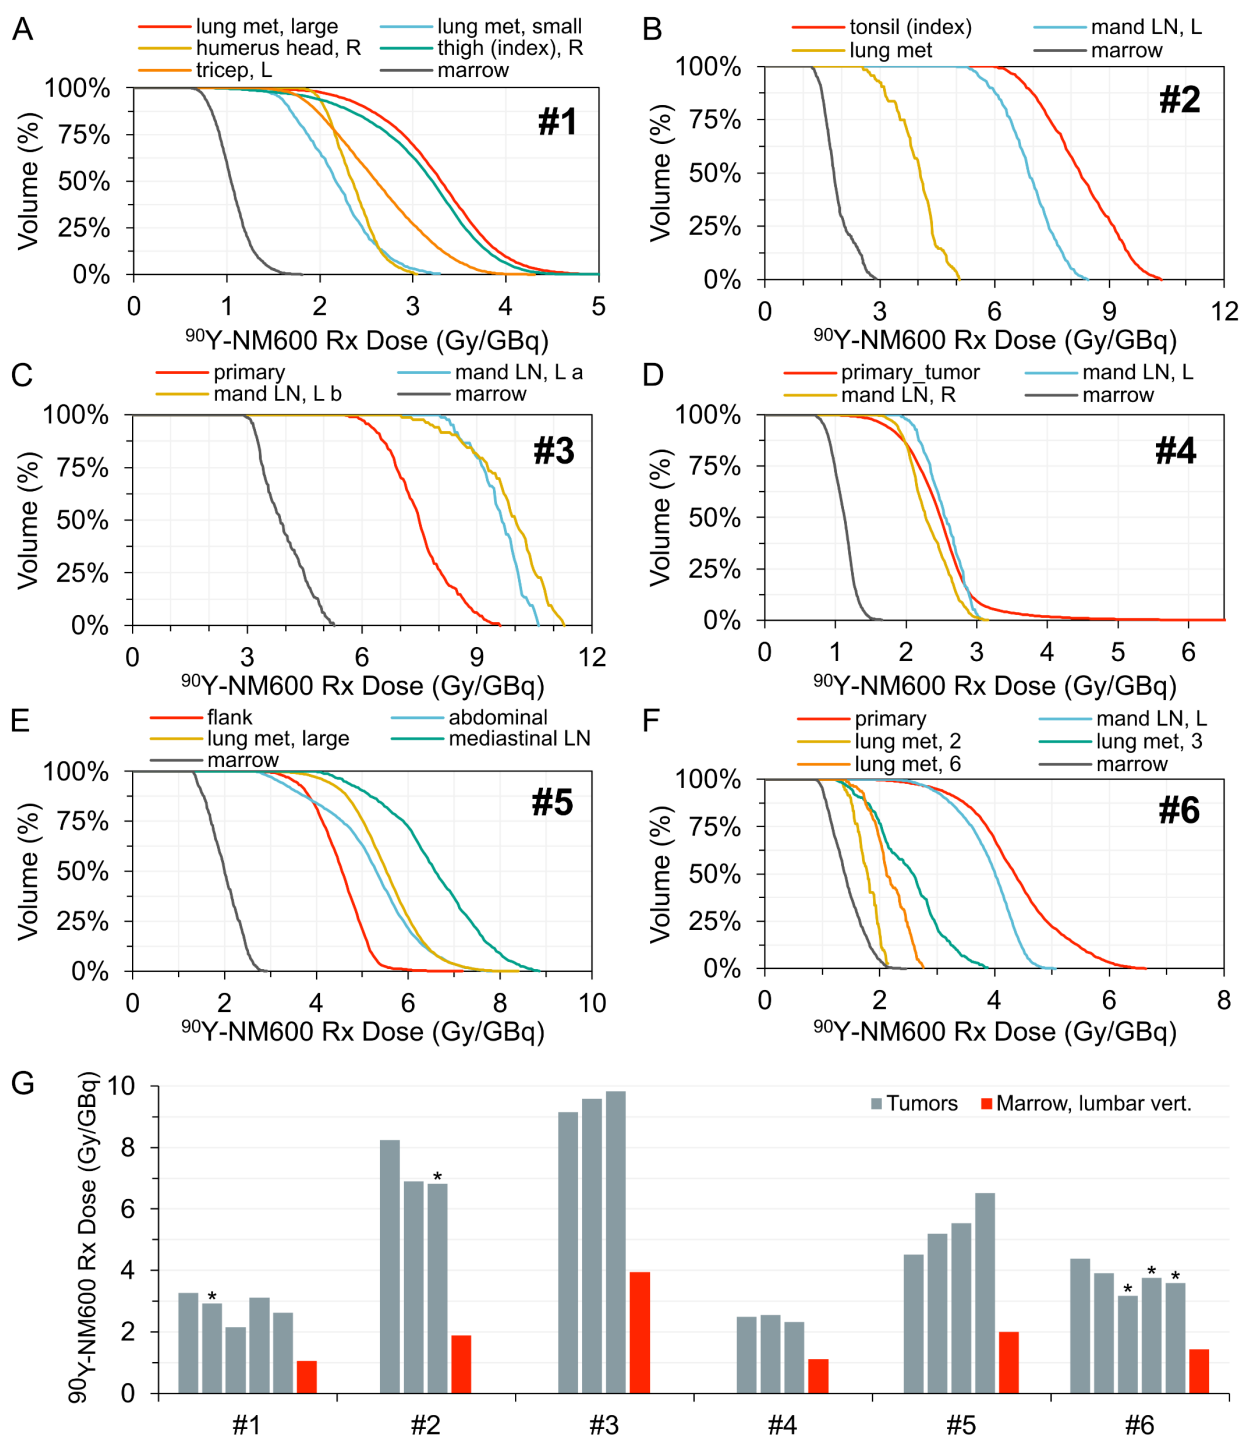 A
lung met, large
lung met, small
humerus head, R
thigh (index), R
tricep, L
marrow
#1
100%
75%
50%
25%
0%
Volume (%)
0 1 2 3 4 5
90Y-NM600 Rx Dose (Gy/GBq)
B
tonsil (index)
mand LN, L
lung met
marrow
#2
100%
75%
50%
25%
0%
Volume (%)
0 3 6 9 12
90Y-NM600 Rx Dose (Gy/GBq)
C
primary
mand LN, L a
mand LN, L b
marrow
#3
100%
75%
50%
25%
0%
Volume (%)
0 3 6 9 12
90Y-NM600 Rx Dose (Gy/GBq)
D
primary_tumor
mand LN, L
mand LN, R
marrow
#4
100%
75%
50%
25%
0%
Volume (%)
0 1 2 3 4 5 6
90Y-NM600 Rx Dose (Gy/GBq)
E
flank
abdominal
lung met, large
mediastinal LN
marrow
#5
100%
75%
50%
25%
0%
Volume (%)
0 2 4 6 8 10
90Y-NM600 Rx Dose (Gy/GBq)
F
primary
mand LN, L
lung met, 2
lung met, 3
lung met, 6
marrow
#6
100%
75%
50%
25%
0%
Volume (%)
0 2 4 6 8
90Y-NM600 Rx Dose (Gy/GBq)
G
90Y-NM600 Rx Dose (Gy/GBq)
10
8
6
4
2
0
Tumors
Marrow, lumbar vert.
* * * * *
#1 #2 #3 #4 #5 #6